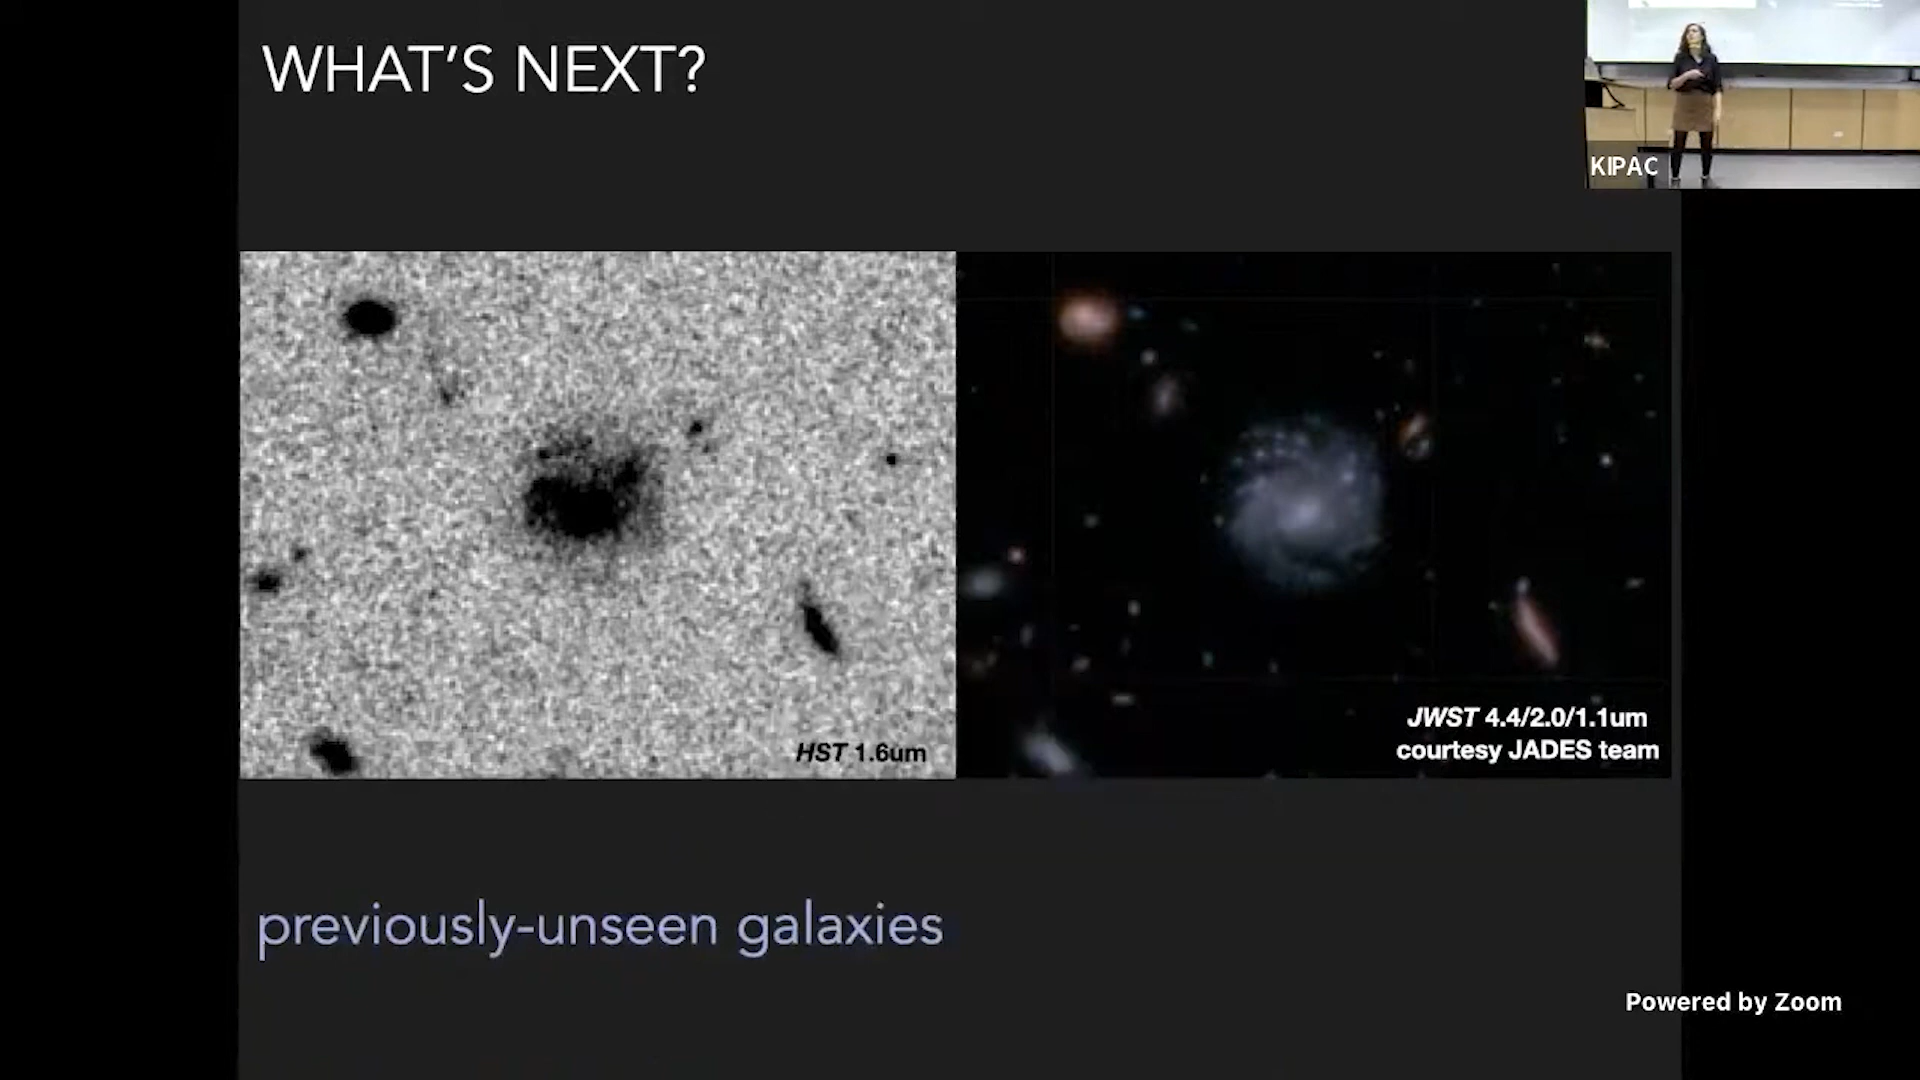 WHAT'S NEXT?
KIPAC
HST 1.6um
JWST 4.4/2.0/1.1um
courtesy JADES team
previously-unseen galaxies
Powered by Zoom